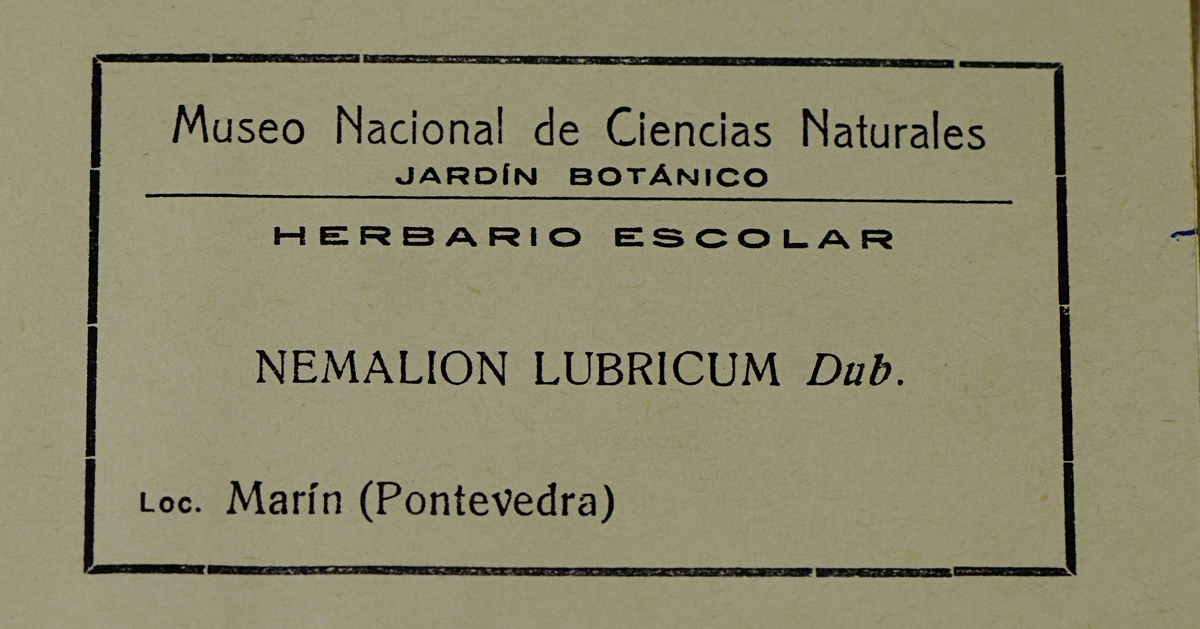 Museo Nacional de Ciencias Naturales
JARDÍN BOTÁNICO
HERBARIO ESCOLAR
NEMALION LUBRICUM Dub.
Loc. Marín (Pontevedra)